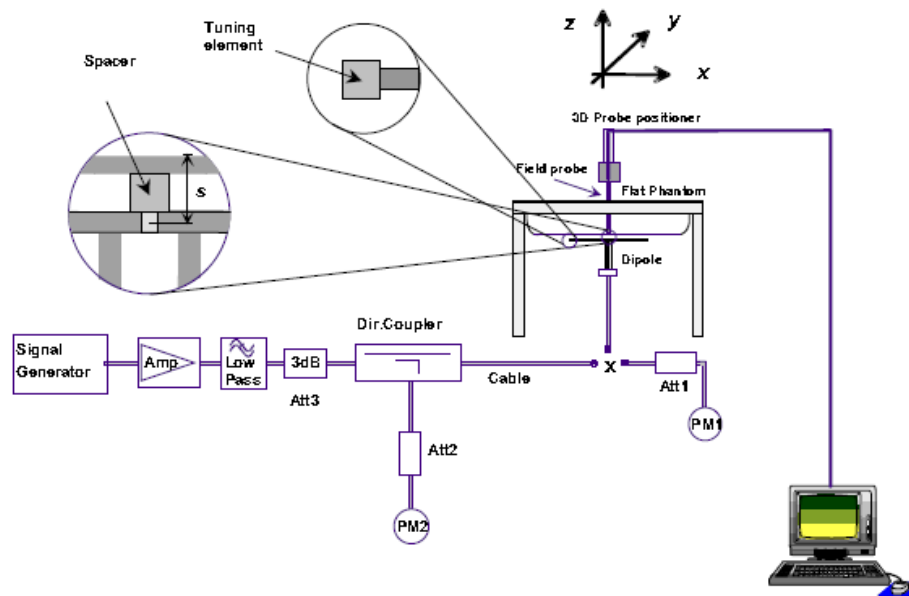 Tuning
element
z
y
x
Spacer
3D Probe positioner
s
Field probe
Flat Phantom
Dipole
Dir.Coupler
Signal
Generator
Amp
Low
Pass
3dB
Att3
Cable
x
Att1
PM1
Att2
PM2